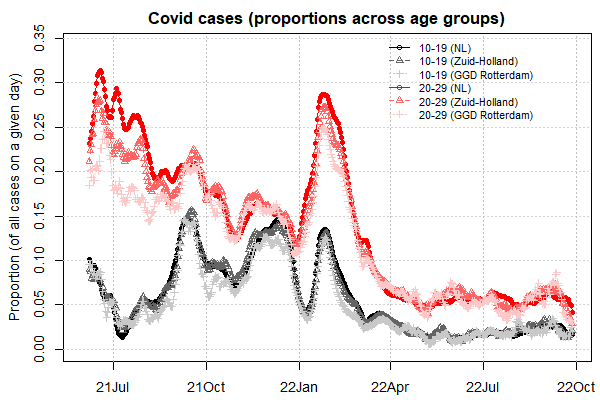 Covid cases (proportions across age groups)
Proportion (of all cases on a given day)
0.35
0.30
0.25
0.20
0.15
0.10
0.05
0.00
10-19 (NL)
10-19 (Zuid-Holland)
10-19 (GGD Rotterdam)
20-29 (NL)
20-29 (Zuid-Holland)
20-29 (GGD Rotterdam)
21Jul
21Oct
22Jan
22Apr
22Jul
22Oct